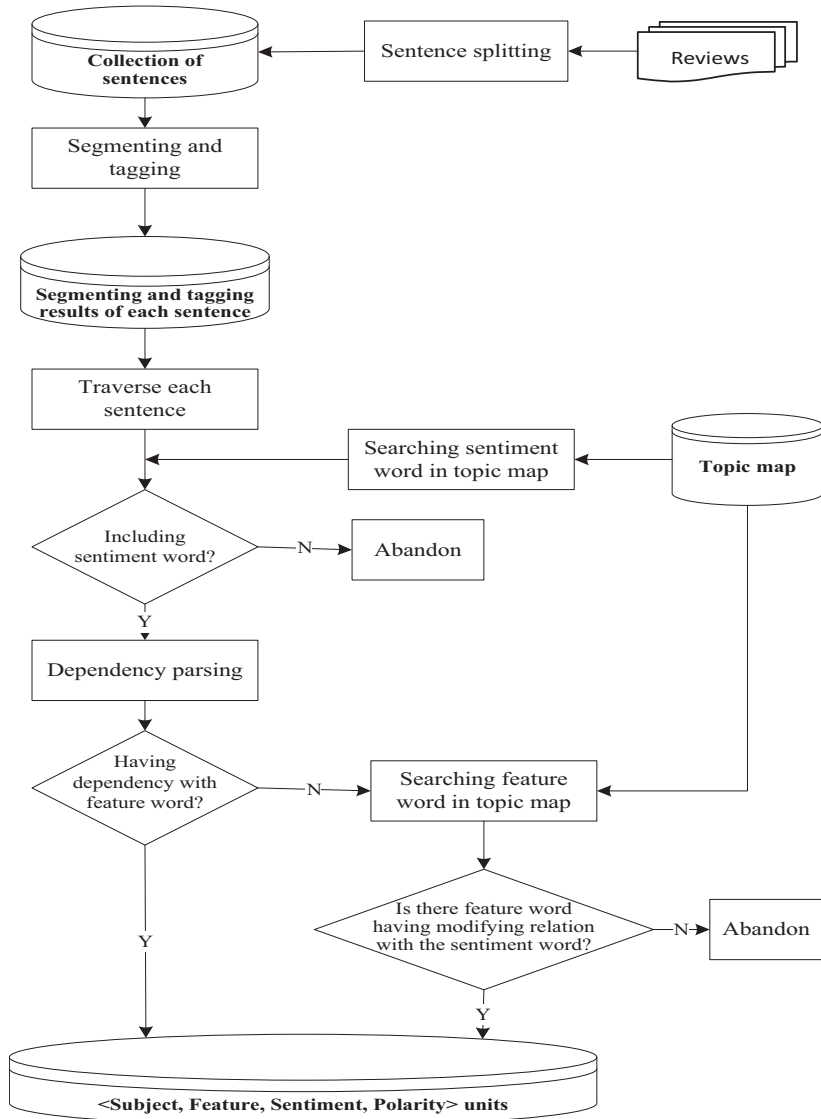 Collection of
sentences
Sentence splitting
Reviews
Segmenting and
tagging
Segmenting and tagging
results of each sentence
Traverse each
sentence
Searching sentiment
word in topic map
Topic map
Including
sentiment word?
N
Abandon
Y
Dependency parsing
Having
dependency with
feature word?
N
Searching feature
word in topic map
Is there feature word
having modifying relation
with the sentiment word?
N
Abandon
Y
Y
<Subject, Feature, Sentiment, Polarity> units